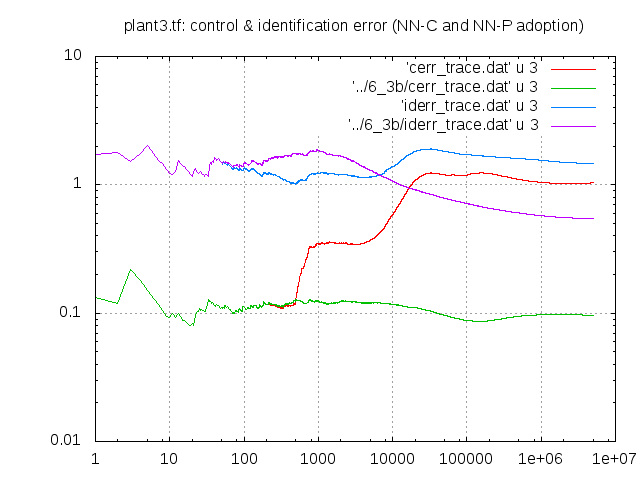 plant3.tf: control & identification error (NN-C and NN-P adoption)
10
'cerr_trace.dat' u 3
'../6_3b/cerr_trace.dat' u 3
'iderr_trace.dat' u 3
'../6_3b/iderr_trace.dat' u 3
1
0.1
0.01
1 10 100 1000 10000 100000 1e+06 1e+07